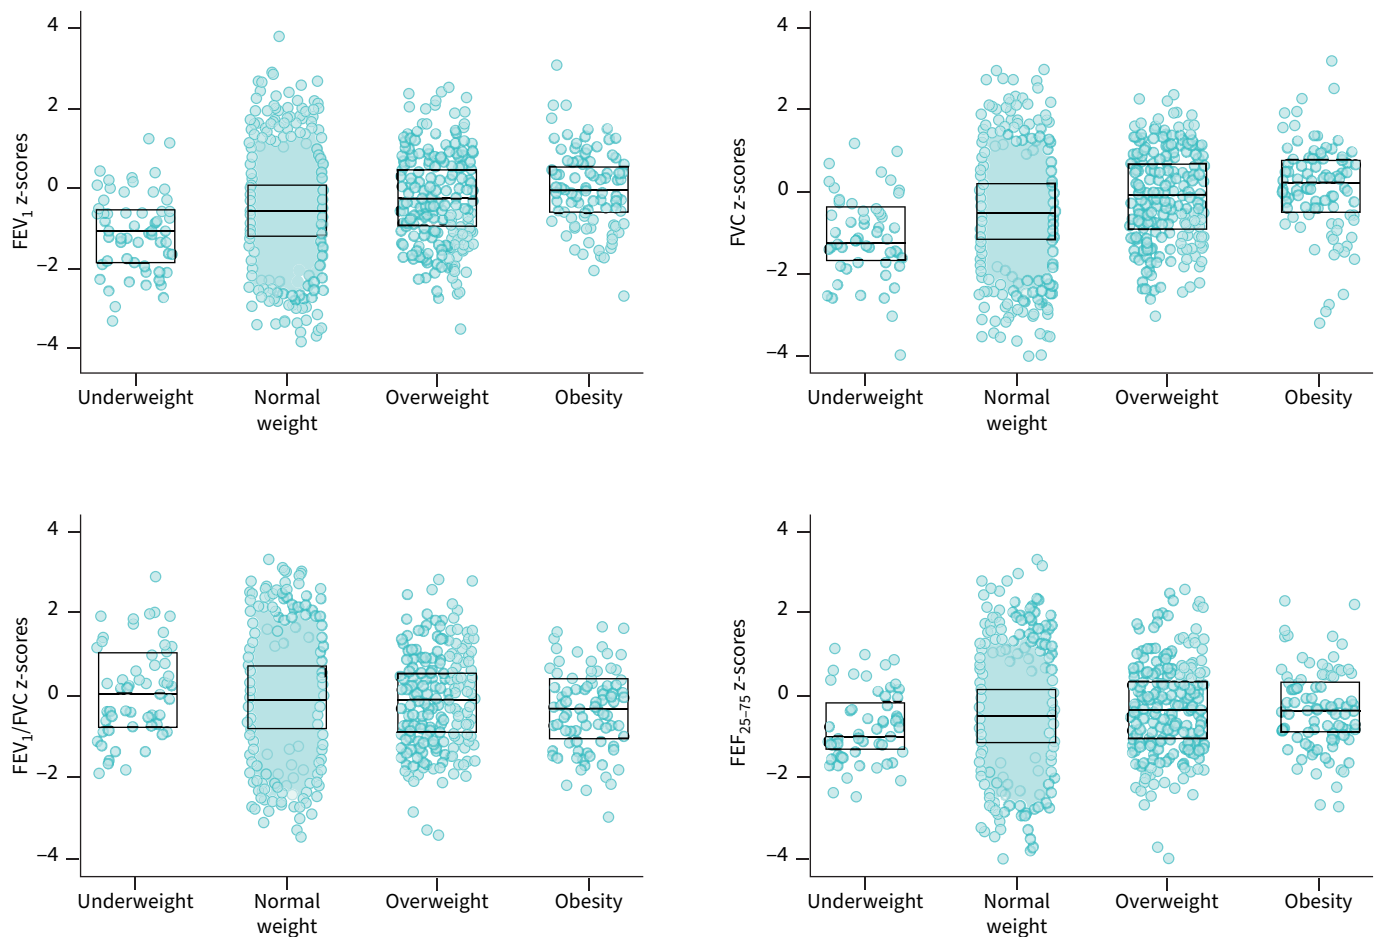 FEV1 z-scores
4
2
0
−2
−4
Underweight
Normal
weight
Overweight
Obesity
FVC z-scores
4
2
0
−2
−4
Underweight
Normal
weight
Overweight
Obesity
FEV1/FVC z-scores
4
2
0
−2
−4
Underweight
Normal
weight
Overweight
Obesity
FEF25–75 z-scores
4
2
0
−2
−4
Underweight
Normal
weight
Overweight
Obesity